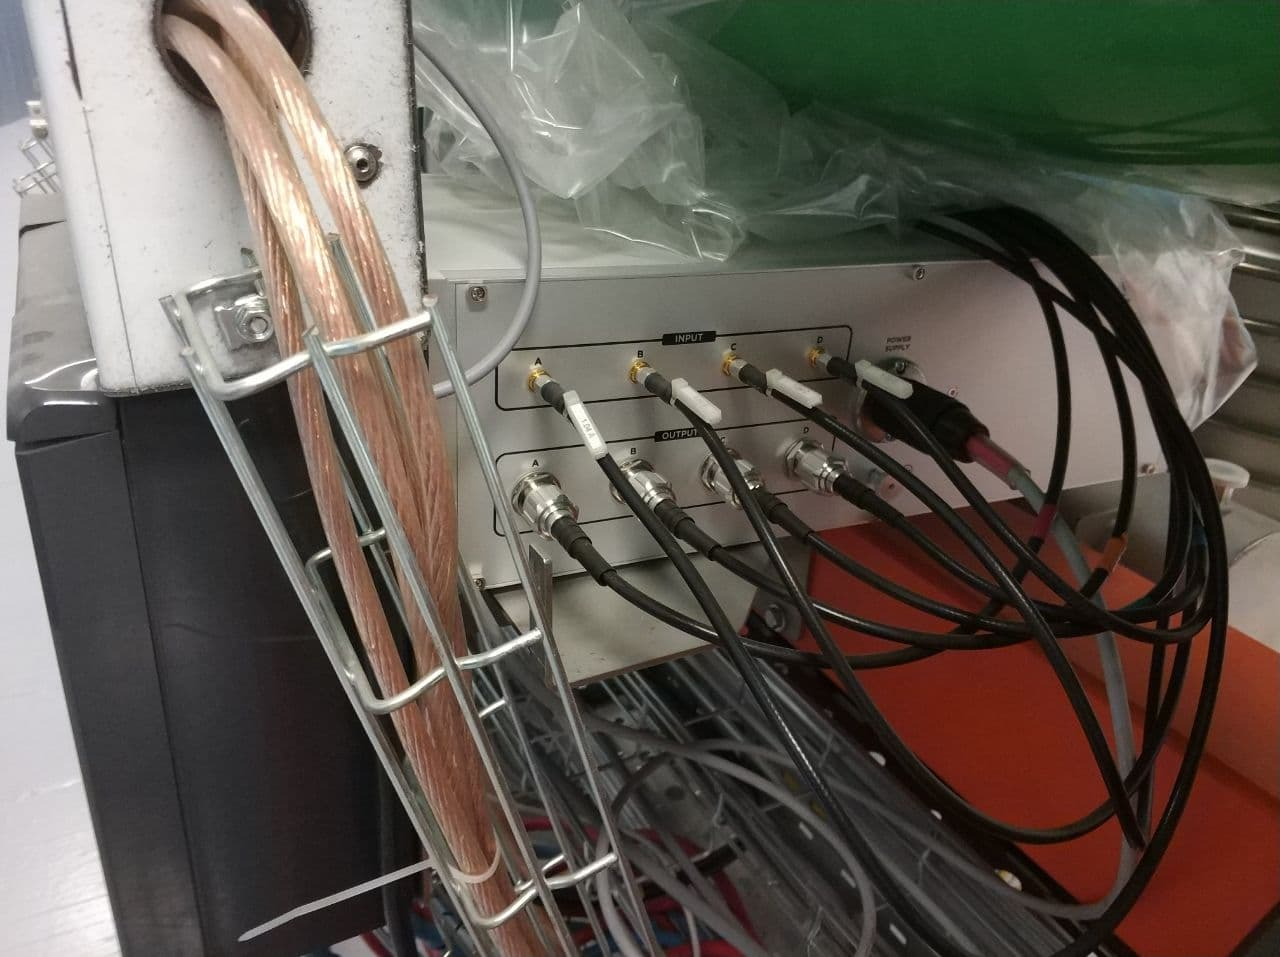 INPUT
A B C D
POWER
SUPPLY
OUTPUT
A B C D